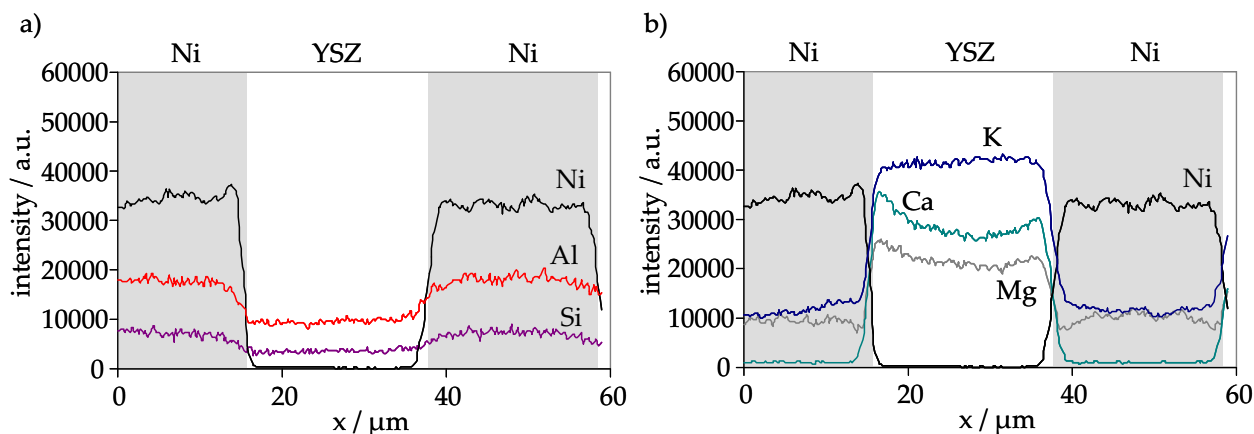 a)
Ni YSZ Ni
60000
50000
40000
30000
20000
10000
0
intensity / a.u.
Ni
Al
Si
0 20 40 60
x / µm
b)
Ni YSZ Ni
60000
50000
40000
30000
20000
10000
0
intensity / a.u.
K
Ca
Ni
Mg
0 20 40 60
x / µm